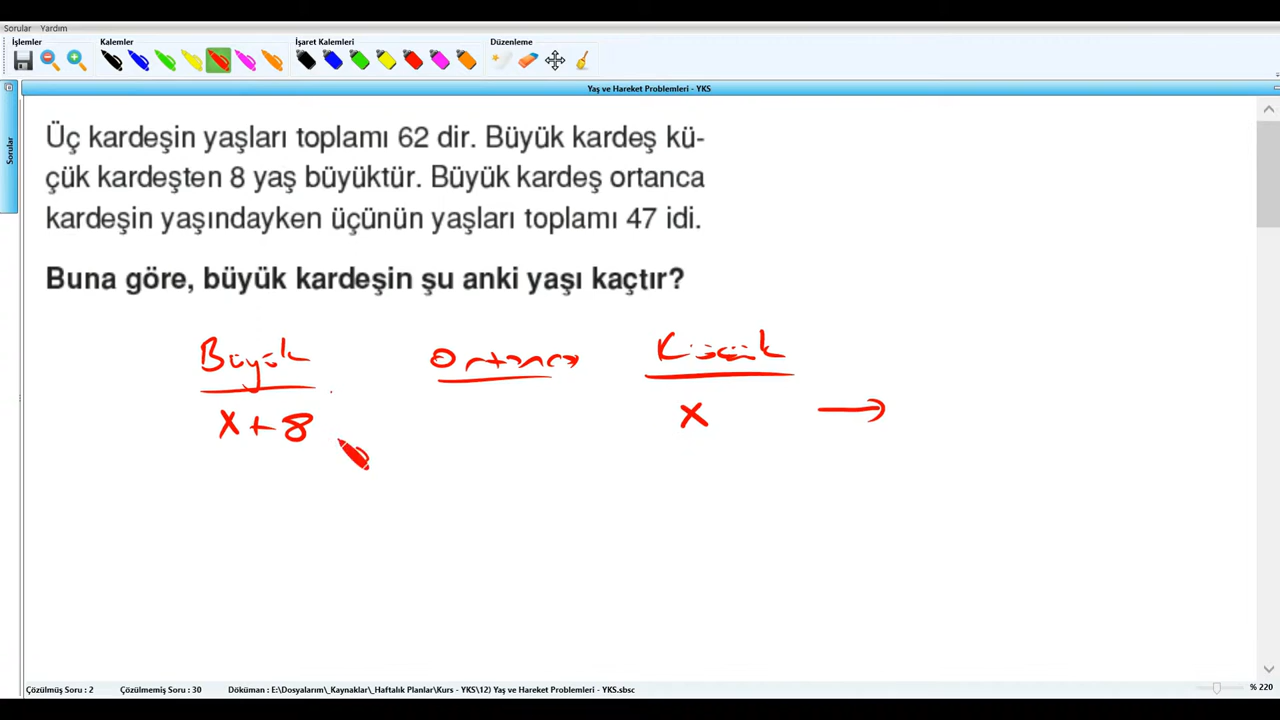 Sorular Yardım
İşlemler Kalemler İşaret Kalemleri Düzenleme
Yaş ve Hareket Problemleri - YKS
Sorular
Üç kardeşin yaşları toplamı 62 dir. Büyük kardeş kü-
çük kardeşten 8 yaş büyüktür. Büyük kardeş ortanca
kardeşin yaşındayken üçünün yaşları toplamı 47 idi.
Buna göre, büyük kardeşin şu anki yaşı kaçtır?
Büyük Ortanca Küçük
x+8 x →
Çözülmüş Soru : 2 Çözülmemiş Soru : 30 Döküman : E:\Dosyalarım\_Kaynaklar\_Haftalık Planlar\Kurs - YKS\12) Yaş ve Hareket Problemleri - YKS.sbsc % 220